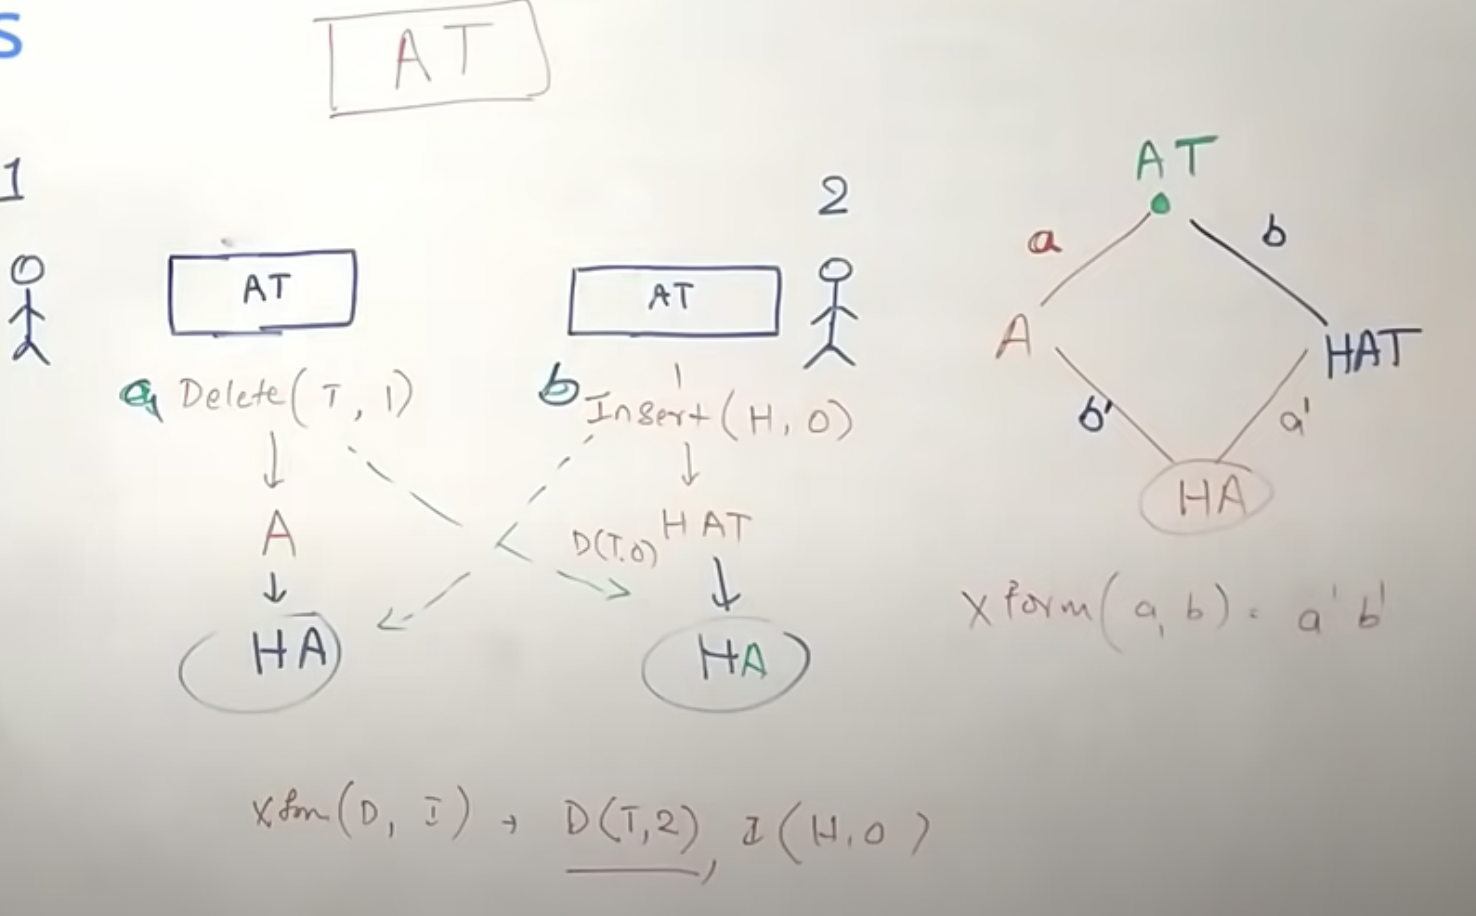 S
AT
1
2
AT
AT
a Delete(T, 1)
b Insert(H, 0)
A
D(T,0) HAT
HA
HA
AT
a b
A HAT
b' a'
HA
Xform(a, b) = a' b'
Xfm(D, I) → D(T,2), I(H,0)